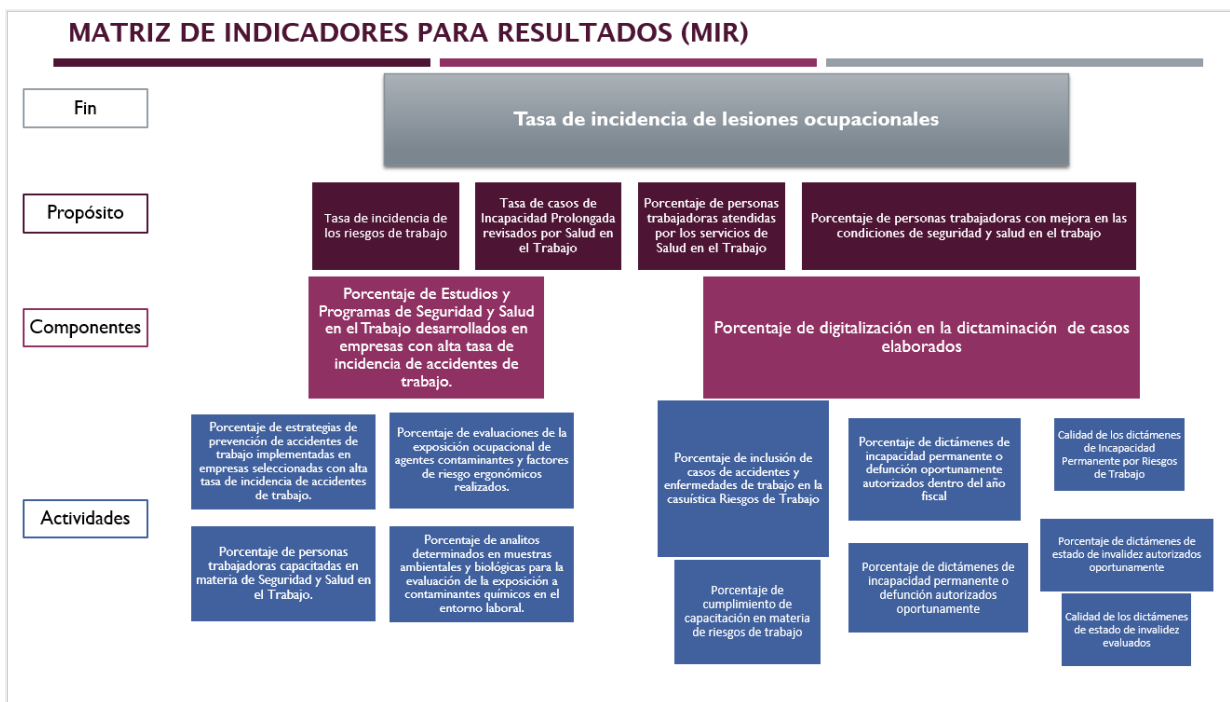 MATRIZ DE INDICADORES PARA RESULTADOS (MIR)
Fin
Tasa de incidencia de lesiones ocupacionales
Propósito
Tasa de incidencia de
los riesgos de trabajo
Tasa de casos de
Incapacidad Prolongada
revisados por Salud en
el Trabajo
Porcentaje de personas
trabajadoras atendidas
por los servicios de
Salud en el Trabajo
Porcentaje de personas trabajadoras con mejora en las
condiciones de seguridad y salud en el trabajo
Componentes
Porcentaje de Estudios y
Programas de Seguridad y Salud
en el Trabajo desarrollados en
empresas con alta tasa de
incidencia de accidentes de
trabajo.
Porcentaje de digitalización en la dictaminación de casos
elaborados
Actividades
Porcentaje de estrategias de
prevención de accidentes de
trabajo implementadas en
empresas seleccionadas con alta
tasa de incidencia de accidentes
de trabajo.
Porcentaje de evaluaciones de la
exposición ocupacional de
agentes contaminantes y factores
de riesgo ergonómicos
realizados.
Porcentaje de inclusión de
casos de accidentes y
enfermedades de trabajo en la
casuística Riesgos de Trabajo
Porcentaje de dictámenes de
incapacidad permanente o
defunción oportunamente
autorizados dentro del año
fiscal
Calidad de los dictámenes
de Incapacidad
Permanente por Riesgos
de Trabajo
Porcentaje de personas
trabajadoras capacitadas en
materia de Seguridad y Salud en
el Trabajo.
Porcentaje de analitos
determinados en muestras
ambientales y biológicas para la
evaluación de la exposición a
contaminantes químicos en el
entorno laboral.
Porcentaje de
cumplimiento de
capacitación en materia
de riesgos de trabajo
Porcentaje de dictámenes de
incapacidad permanente o
defunción autorizados
oportunamente
Porcentaje de dictámenes de
estado de invalidez autorizados
oportunamente
Calidad de los dictámenes
de estado de invalidez
evaluados